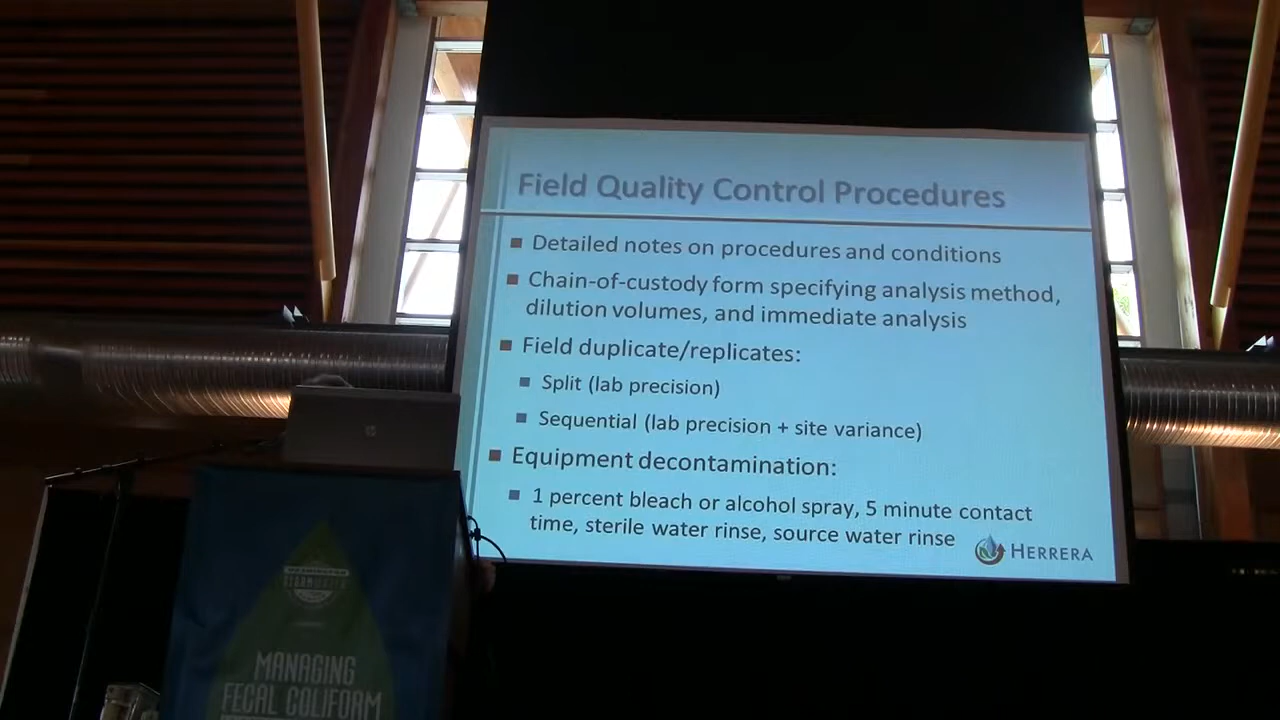 Field Quality Control Procedures
Detailed notes on procedures and conditions
Chain-of-custody form specifying analysis method,
dilution volumes, and immediate analysis
Field duplicate/replicates:
Split (lab precision)
Sequential (lab precision + site variance)
Equipment decontamination:
1 percent bleach or alcohol spray, 5 minute contact
time, sterile water rinse, source water rinse
HERRERA
hp
STORMWATER
MANAGING
FECAL COLIFORM